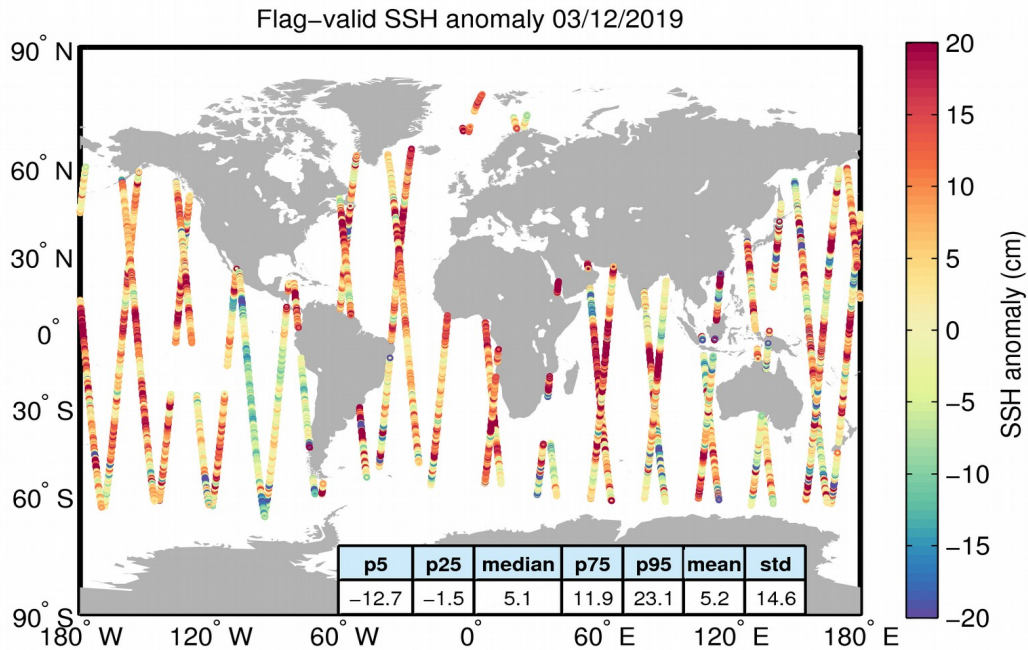 Flag−valid SSH anomaly 03/12/2019
90° N
60° N
30° N
0°
30° S
60° S
90° S
180° W 120° W 60° W 0° 60° E 120° E 180° E
p5 p25 median p75 p95 mean std
−12.7 −1.5 5.1 11.9 23.1 5.2 14.6
20
15
10
5
0
−5
−10
−15
−20
SSH anomaly (cm)